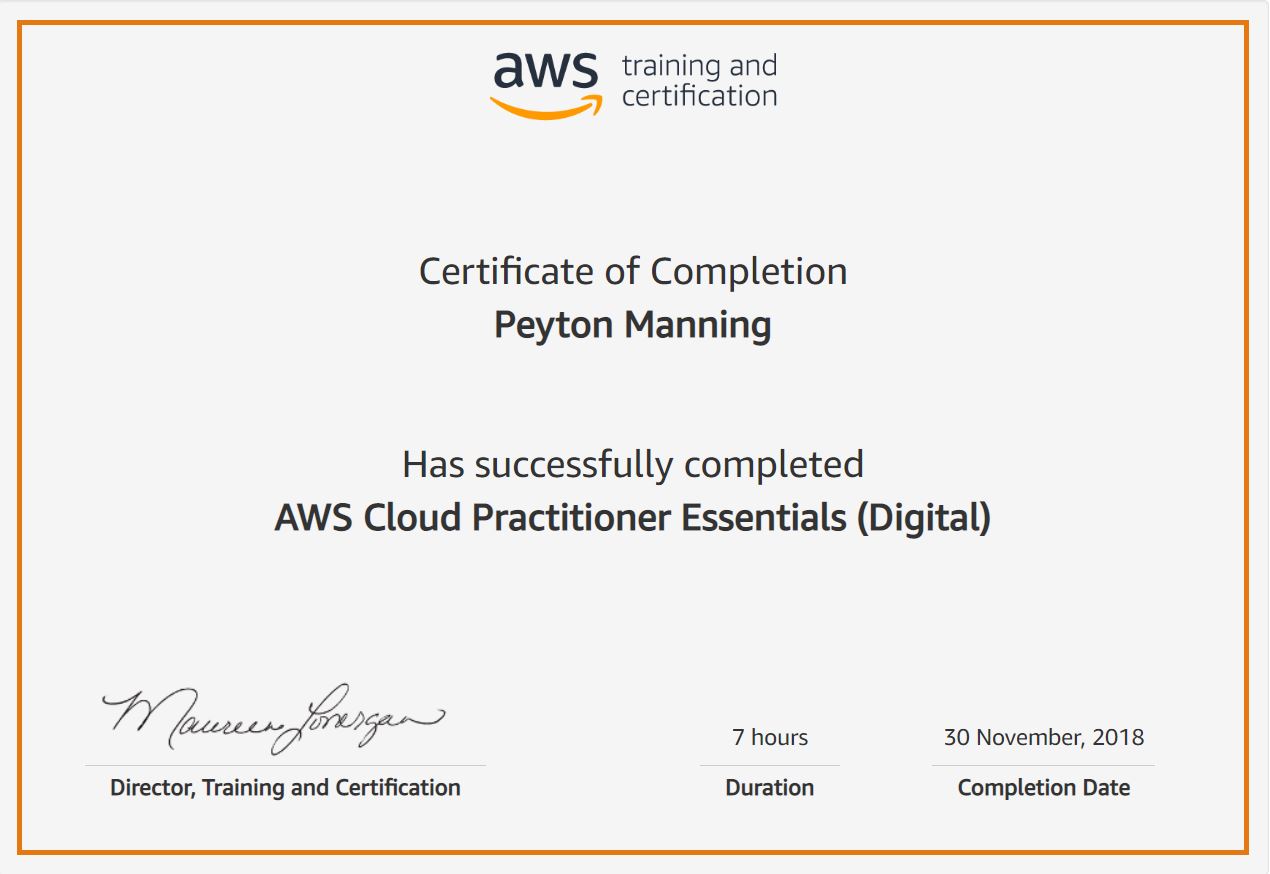 aws training and
certification
Certificate of Completion
Peyton Manning
Has successfully completed
AWS Cloud Practitioner Essentials (Digital)
Maureen Lonergan
7 hours
30 November, 2018
Director, Training and Certification
Duration
Completion Date